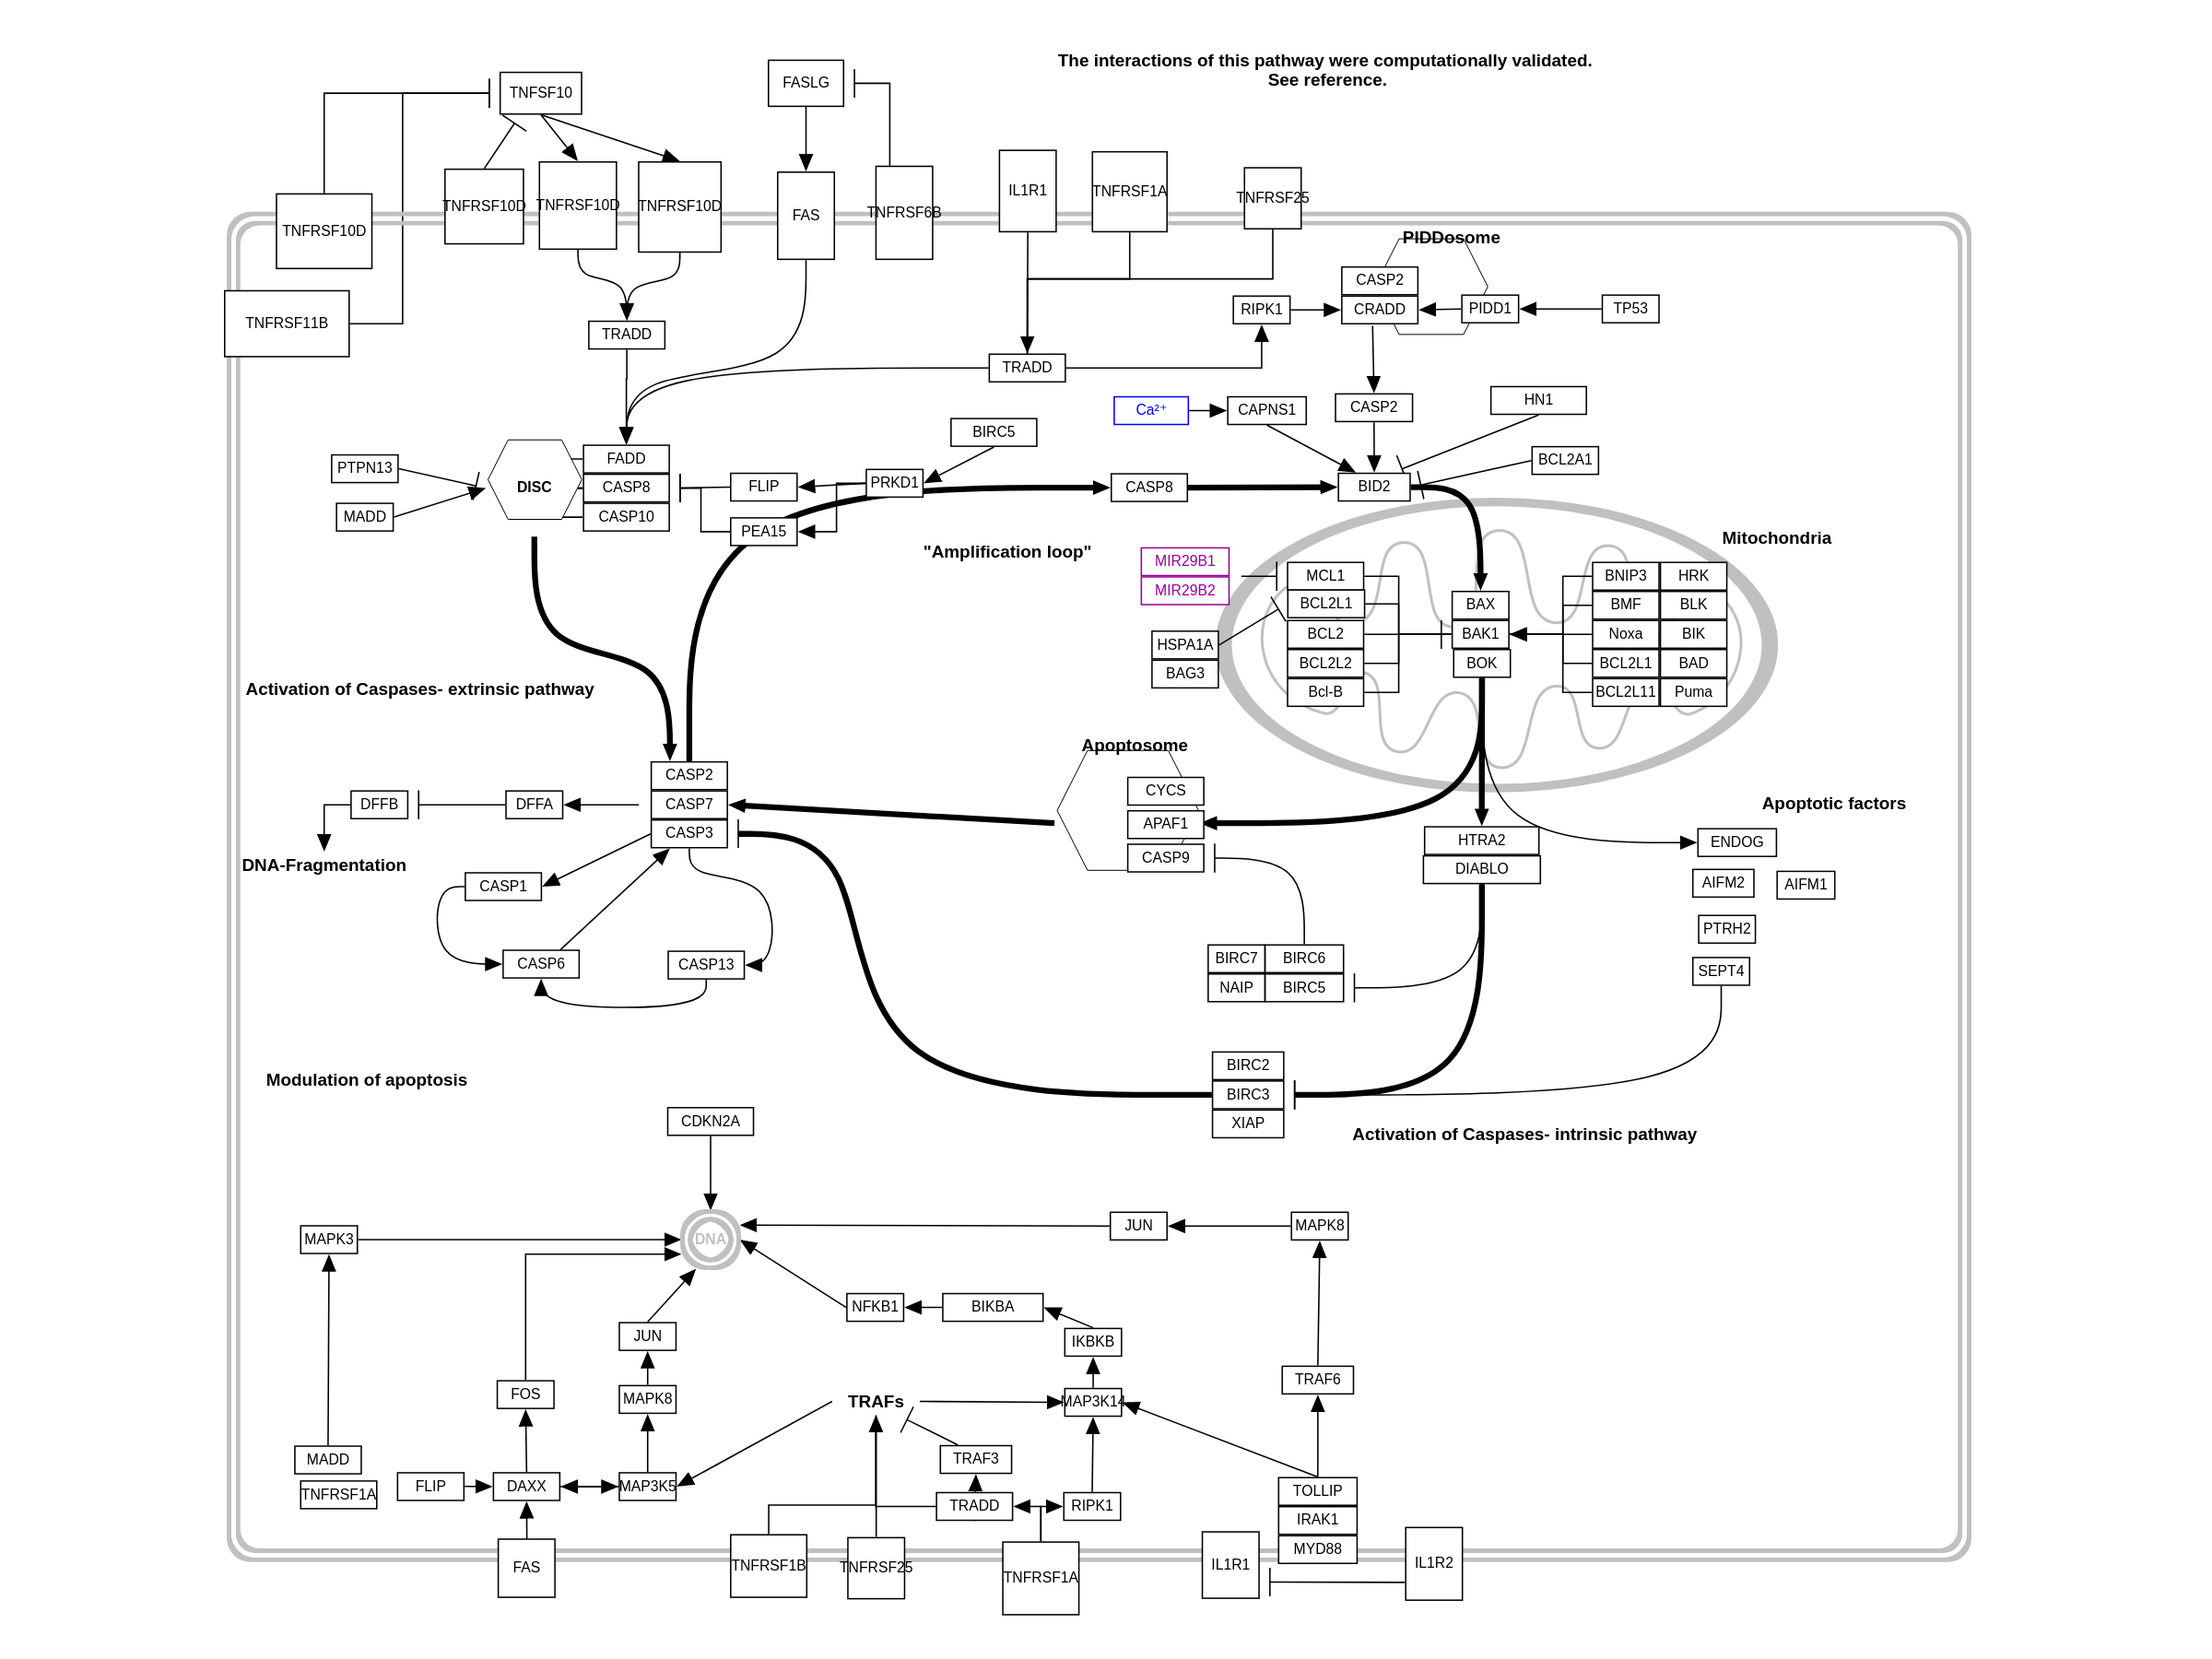 The interactions of this pathway were computationally validated.
See reference.
TNFSF10
FASLG
TNFRSF10D
TNFRSF10D
TNFRSF10D
TNFRSF10D
FAS
TNFRSF6B
IL1R1
TNFRSF1A
TNFRSF25
TNFRSF11B
TRADD
TRADD
PIDDosome
CASP2
RIPK1
CRADD
PIDD1
TP53
Ca²⁺
CAPNS1
CASP2
HN1
BIRC5
BCL2A1
PTPN13
MADD
DISC
FADD
CASP8
CASP10
FLIP
PRKD1
PEA15
CASP8
BID2
"Amplification loop"
Mitochondria
MIR29B1
MIR29B2
HSPA1A
BAG3
MCL1
BCL2L1
BCL2
BCL2L2
Bcl-B
BAX
BAK1
BOK
BNIP3
HRK
BMF
BLK
Noxa
BIK
BCL2L1
BAD
BCL2L11
Puma
Activation of Caspases- extrinsic pathway
Apoptosome
CYCS
APAF1
CASP9
CASP2
CASP7
CASP3
DFFB
DFFA
DNA-Fragmentation
CASP1
CASP6
CASP13
HTRA2
DIABLO
Apoptotic factors
ENDOG
AIFM2
AIFM1
PTRH2
SEPT4
BIRC7
BIRC6
NAIP
BIRC5
BIRC2
BIRC3
XIAP
Modulation of apoptosis
Activation of Caspases- intrinsic pathway
CDKN2A
MAPK3
DNA
JUN
MAPK8
NFKB1
BIKBA
JUN
IKBKB
FOS
MAPK8
TRAFs
MAP3K14
TRAF6
MADD
TNFRSF1A
FLIP
DAXX
MAP3K5
TRAF3
TRADD
RIPK1
TOLLIP
IRAK1
MYD88
FAS
TNFRSF1B
TNFRSF25
TNFRSF1A
IL1R1
IL1R2